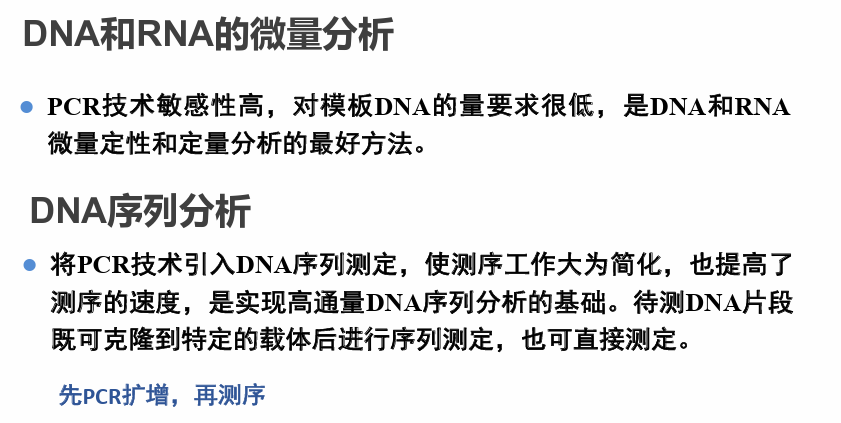 DNA和RNA的微量分析
PCR技术敏感性高，对模板DNA的量要求很低，是DNA和RNA
微量定性和定量分析的最好方法。
DNA序列分析
将PCR技术引入DNA序列测定，使测序工作大为简化，也提高了
测序的速度，是实现高通量DNA序列分析的基础。待测DNA片段
既可克隆到特定的载体后进行序列测定，也可直接测定。
先PCR扩增，再测序